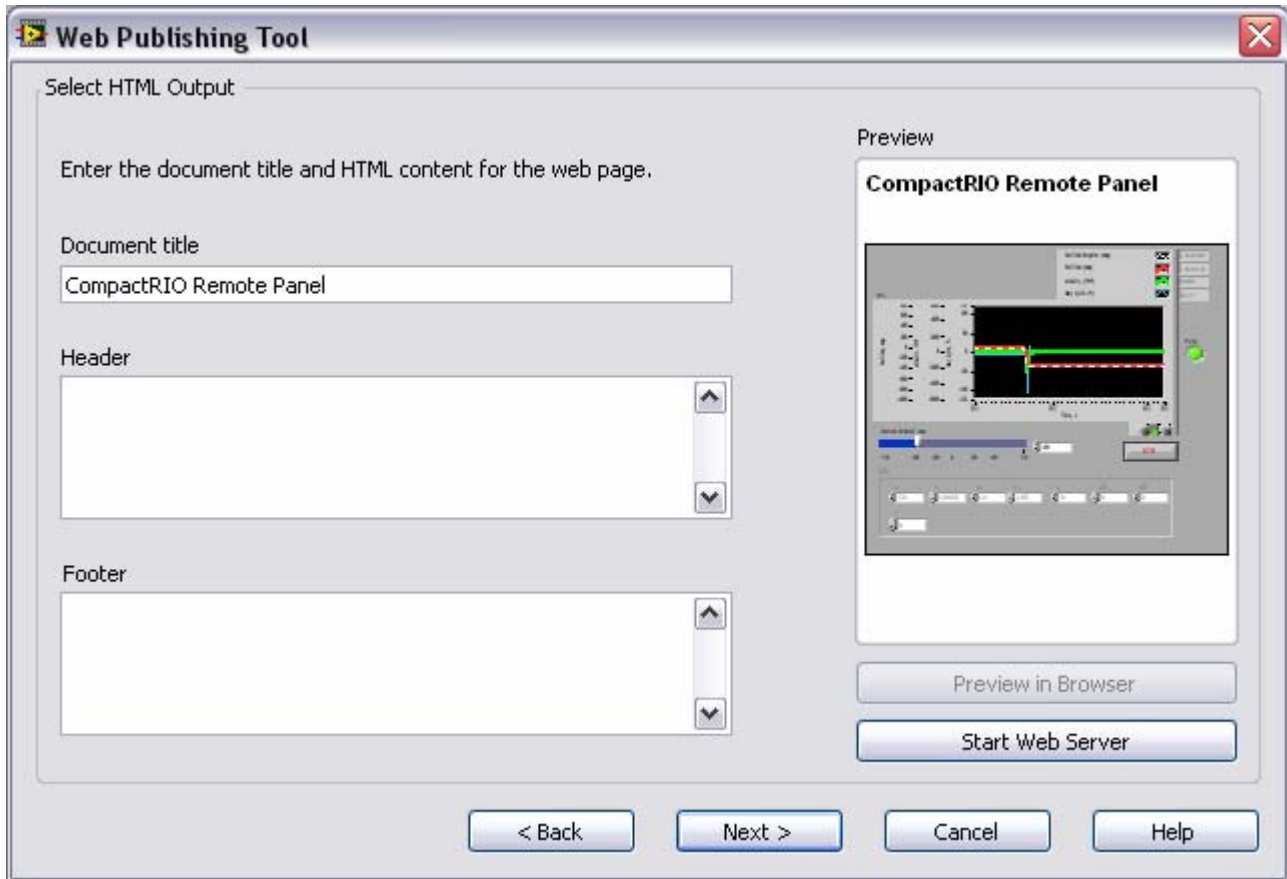 Web Publishing Tool
Select HTML Output
Enter the document title and HTML content for the web page.
Document title
CompactRIO Remote Panel
Header
Footer
Preview
CompactRIO Remote Panel
Preview in Browser
Start Web Server
< Back
Next >
Cancel
Help